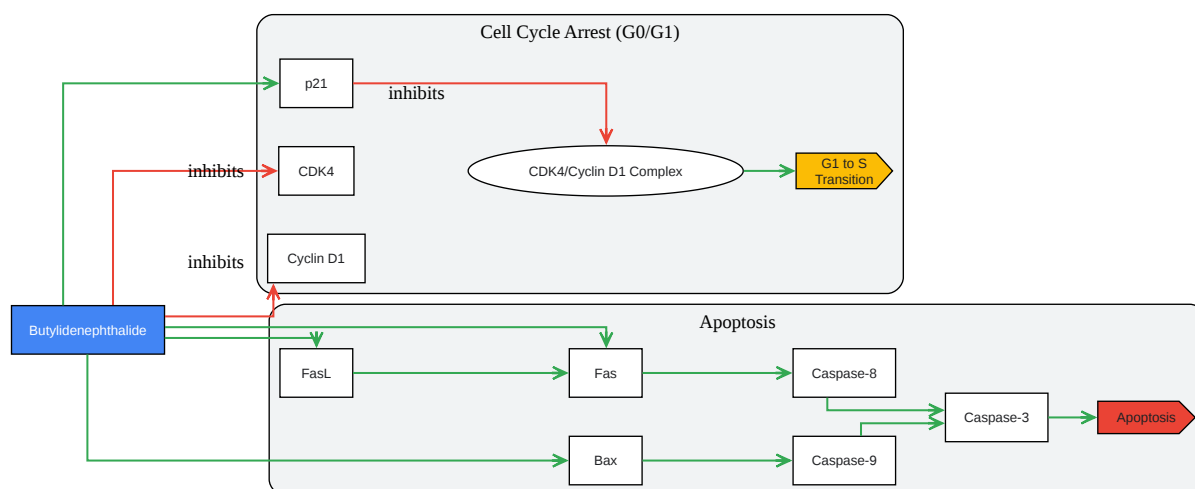 Cell Cycle Arrest (G0/G1)
p21
inhibits
inhibits
CDK4
CDK4/Cyclin D1 Complex
G1 to S
Transition
inhibits
Cyclin D1
Butylidenephthalide
Apoptosis
FasL
Fas
Caspase-8
Caspase-3
Apoptosis
Bax
Caspase-9